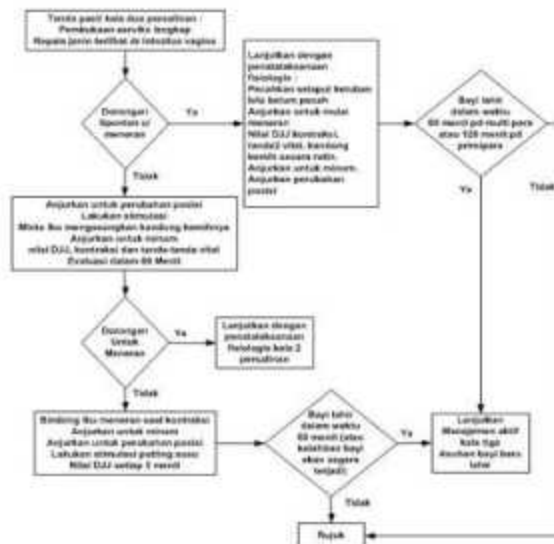 Tanda pasti kala dua persalinan :
Pembukaan serviks lengkap
Kepala janin terlihat di introitus vagina
Dorongan
Spontan u/
meneran
Ya
Lanjutkan dengan
penatalaksanaan
fisiologis :
Pecahkan selaput ketuban
bila belum pecah
Anjurkan untuk mulai
meneran
Nilai DJJ kontraksi,
tanda2 vital, kandung
kemih secara rutin.
Anjurkan untuk minum.
Anjurkan perubahan
posisi
Bayi lahir
dalam waktu
60 menit pd multi para
atau 120 menit pd
primipara
Tidak
Ya
Tidak
Anjurkan untuk perubahan posisi
Lakukan stimulasi
Minta Ibu mengosongkan kandung kemihnya
Anjurkan untuk minum
nilai DJJ, kontraksi dan tanda-tanda vital
Evaluasi dalam 60 Menit
Dorongan
Untuk
Meneran
Ya
Lanjutkan dengan
penatalaksanaan
fisiologis kala 2
persalinan
Tidak
Bimbing Ibu meneran saat kontraksi
Anjurkan untuk minum
Anjurkan untuk perubahan posisi
Lakukan stimulasi putting susu
Nilai DJJ setiap 5 menit
Bayi lahir
dalam waktu
60 menit (atau
kelahiran bayi
akan segera
terjadi)
Ya
Lanjutkan
Manajemen aktif
kala tiga
Asuhan bayi baru
lahir
Tidak
Rujuk